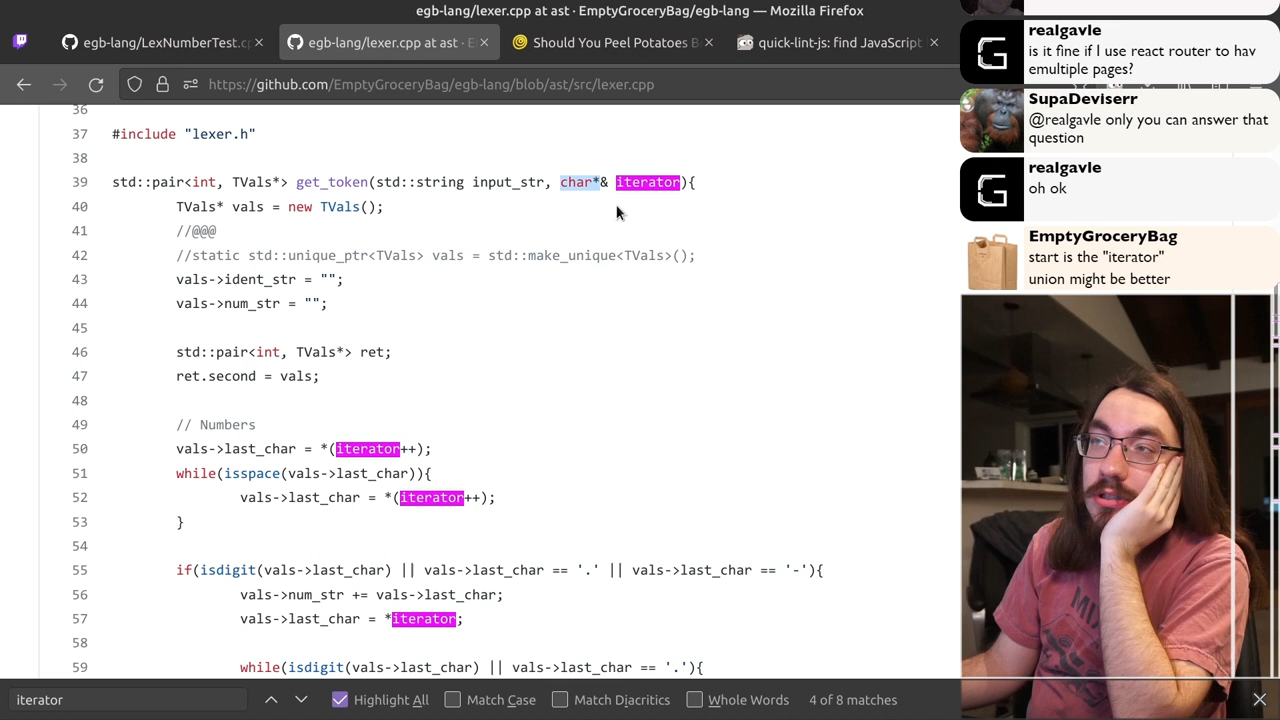 egb-lang/lexer.cpp at ast · EmptyGroceryBag/egb-lang — Mozilla Firefox
egb-lang/LexNumberTest.c
egb-lang/lexer.cpp at ast · E
Should You Peel Potatoes B
quick-lint-js: find JavaScript
https://github.com/EmptyGroceryBag/egb-lang/blob/ast/src/lexer.cpp
36
37 #include "lexer.h"
38
39 std::pair<int, TVals*> get_token(std::string input_str, char*& iterator){
40 TVals* vals = new TVals();
41 //@@@
42 //static std::unique_ptr<TVals> vals = std::make_unique<TVals>();
43 vals->ident_str = "";
44 vals->num_str = "";
45
46 std::pair<int, TVals*> ret;
47 ret.second = vals;
48
49 // Numbers
50 vals->last_char = *(iterator++);
51 while(isspace(vals->last_char)){
52 vals->last_char = *(iterator++);
53 }
54
55 if(isdigit(vals->last_char) || vals->last_char == '.' || vals->last_char == '-'){
56 vals->num_str += vals->last_char;
57 vals->last_char = *iterator;
58
59 while(isdigit(vals->last_char) || vals->last_char == '.'){
iterator
Highlight All
Match Case
Match Diacritics
Whole Words
4 of 8 matches
realgavle
is it fine if I use react router to hav
emultiple pages?
SupaDeviserr
@realgavle only you can answer that
question
realgavle
oh ok
EmptyGroceryBag
start is the "iterator"
union might be better